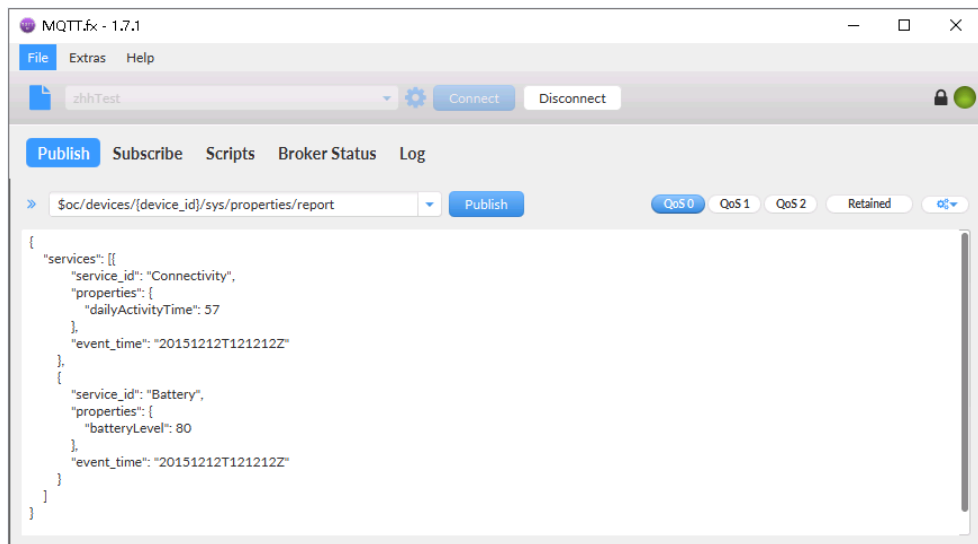 MQTT.fx - 1.7.1
File Extras Help
zhhTest Connect Disconnect
Publish Subscribe Scripts Broker Status Log
» $oc/devices/{device_id}/sys/properties/report Publish QoS 0 QoS 1 QoS 2 Retained
{
"services": [{
"service_id": "Connectivity",
"properties": {
"dailyActivityTime": 57
},
"event_time": "20151212T121212Z"
},
{
"service_id": "Battery",
"properties": {
"batteryLevel": 80
},
"event_time": "20151212T121212Z"
}
]
}